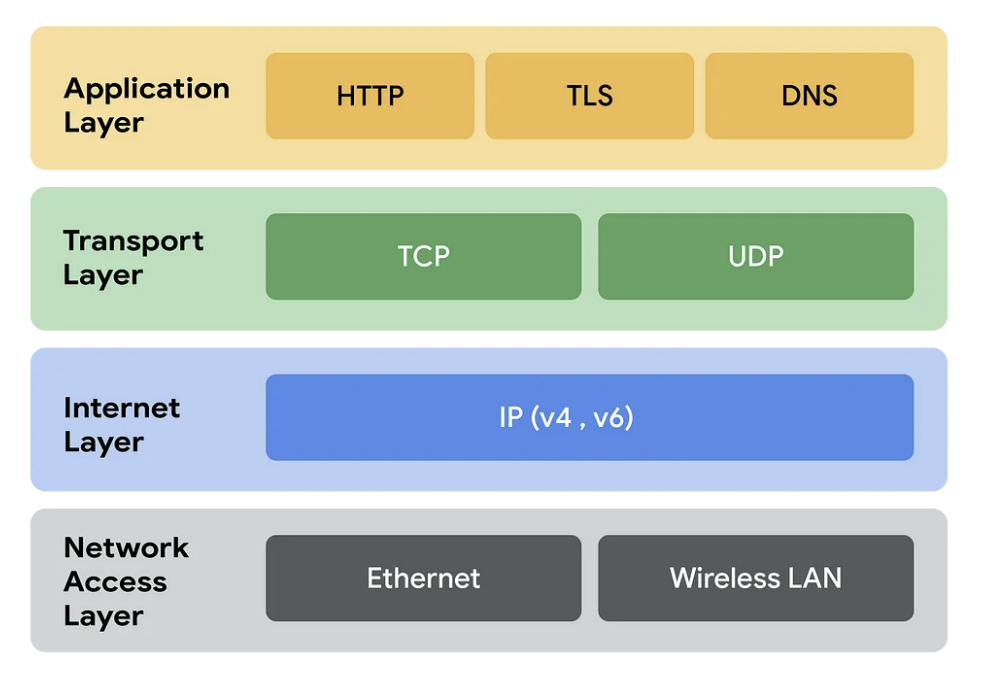 Application
Layer
HTTP
TLS
DNS
Transport
Layer
TCP
UDP
Internet
Layer
IP (v4 , v6)
Network
Access
Layer
Ethernet
Wireless LAN